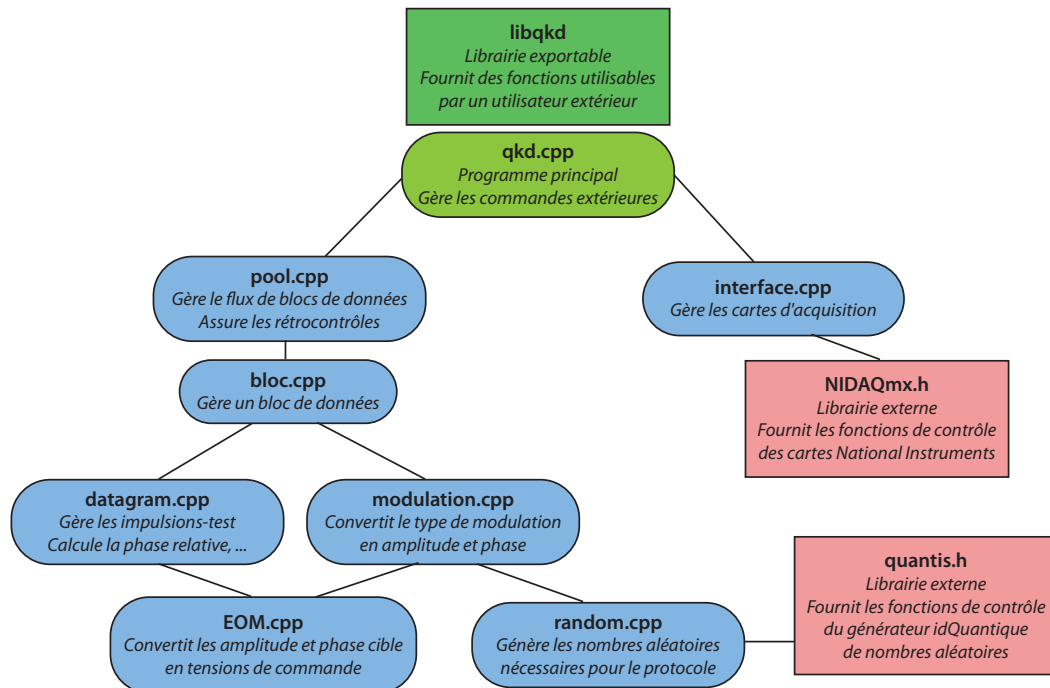 libqkd
Librairie exportable
Fournit des fonctions utilisables
par un utilisateur extérieur
qkd.cpp
Programme principal
Gère les commandes extérieures
pool.cpp
Gère le flux de blocs de données
Assure les rétrocontrôles
interface.cpp
Gère les cartes d'acquisition
bloc.cpp
Gère un bloc de données
NIDAQmx.h
Librairie externe
Fournit les fonctions de contrôle
des cartes National Instruments
datagram.cpp
Gère les impulsions-test
Calcule la phase relative, ...
modulation.cpp
Convertit le type de modulation
en amplitude et phase
quantis.h
Librairie externe
Fournit les fonctions de contrôle
du générateur idQuantique
de nombres aléatoires
EOM.cpp
Convertit les amplitude et phase cible
en tensions de commande
random.cpp
Génère les nombres aléatoires
nécessaires pour le protocole